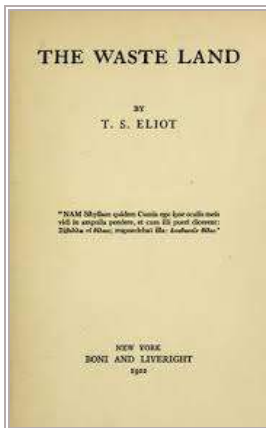 THE WASTE LAND
BY
T. S. ELIOT
"NAM Sibyllam quidem Cumis ego ipse oculis meis
vidi in ampulla pendere, et cum illi pueri dicerent:
respondebat illa:
NEW YORK
BONI AND LIVERIGHT
1922